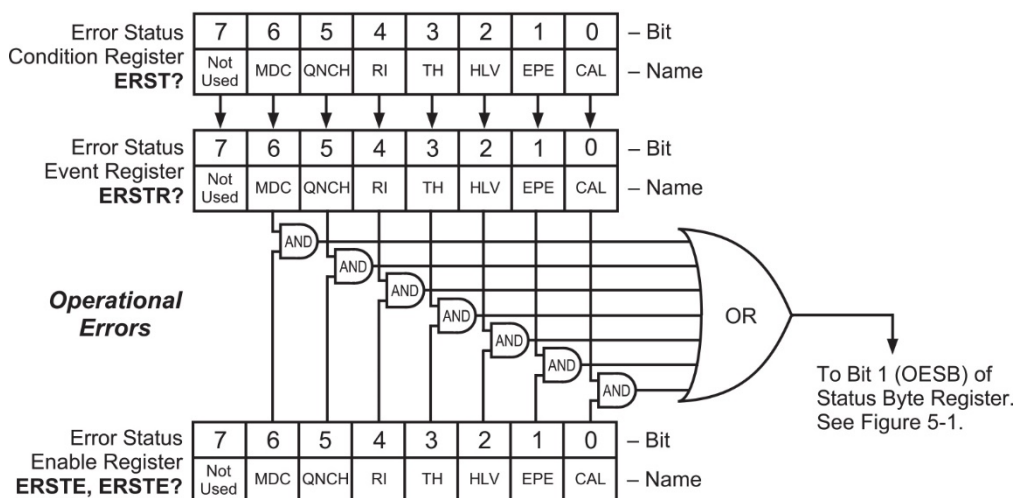 Error Status
Condition Register
ERST?
7 6 5 4 3 2 1 0 – Bit
Not Used MDC QNCH RI TH HLV EPE CAL – Name
Error Status
Event Register
ERSTR?
7 6 5 4 3 2 1 0 – Bit
Not Used MDC QNCH RI TH HLV EPE CAL – Name
AND
AND
AND
AND
AND
AND
AND
OR
Operational
Errors
To Bit 1 (OESB) of
Status Byte Register.
See Figure 5-1.
Error Status
Enable Register
ERSTE, ERSTE?
7 6 5 4 3 2 1 0 – Bit
Not Used MDC QNCH RI TH HLV EPE CAL – Name